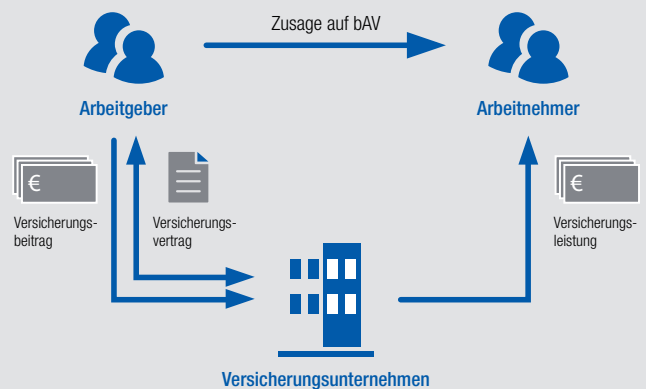 Zusage auf bAV
Arbeitgeber
Arbeitnehmer
€
Versicherungs-
beitrag
Versicherungs-
vertrag
€
Versicherungs-
leistung
Versicherungsunternehmen